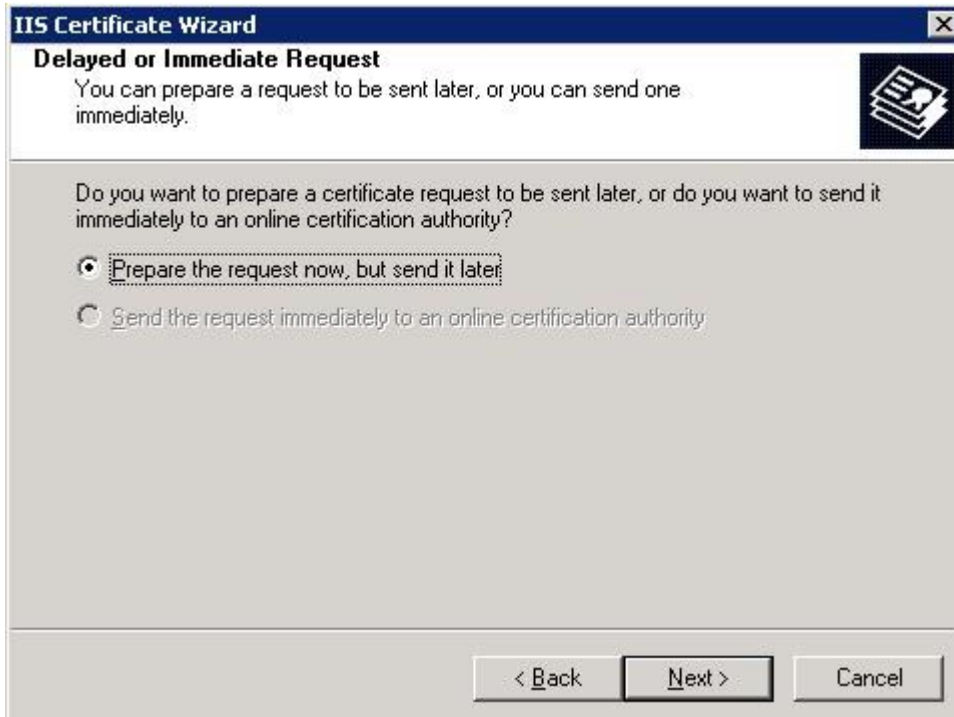 IIS Certificate Wizard
Delayed or Immediate Request
You can prepare a request to be sent later, or you can send one
immediately.
Do you want to prepare a certificate request to be sent later, or do you want to send it
immediately to an online certification authority?
Prepare the request now, but send it later
Send the request immediately to an online certification authority
< Back
Next >
Cancel